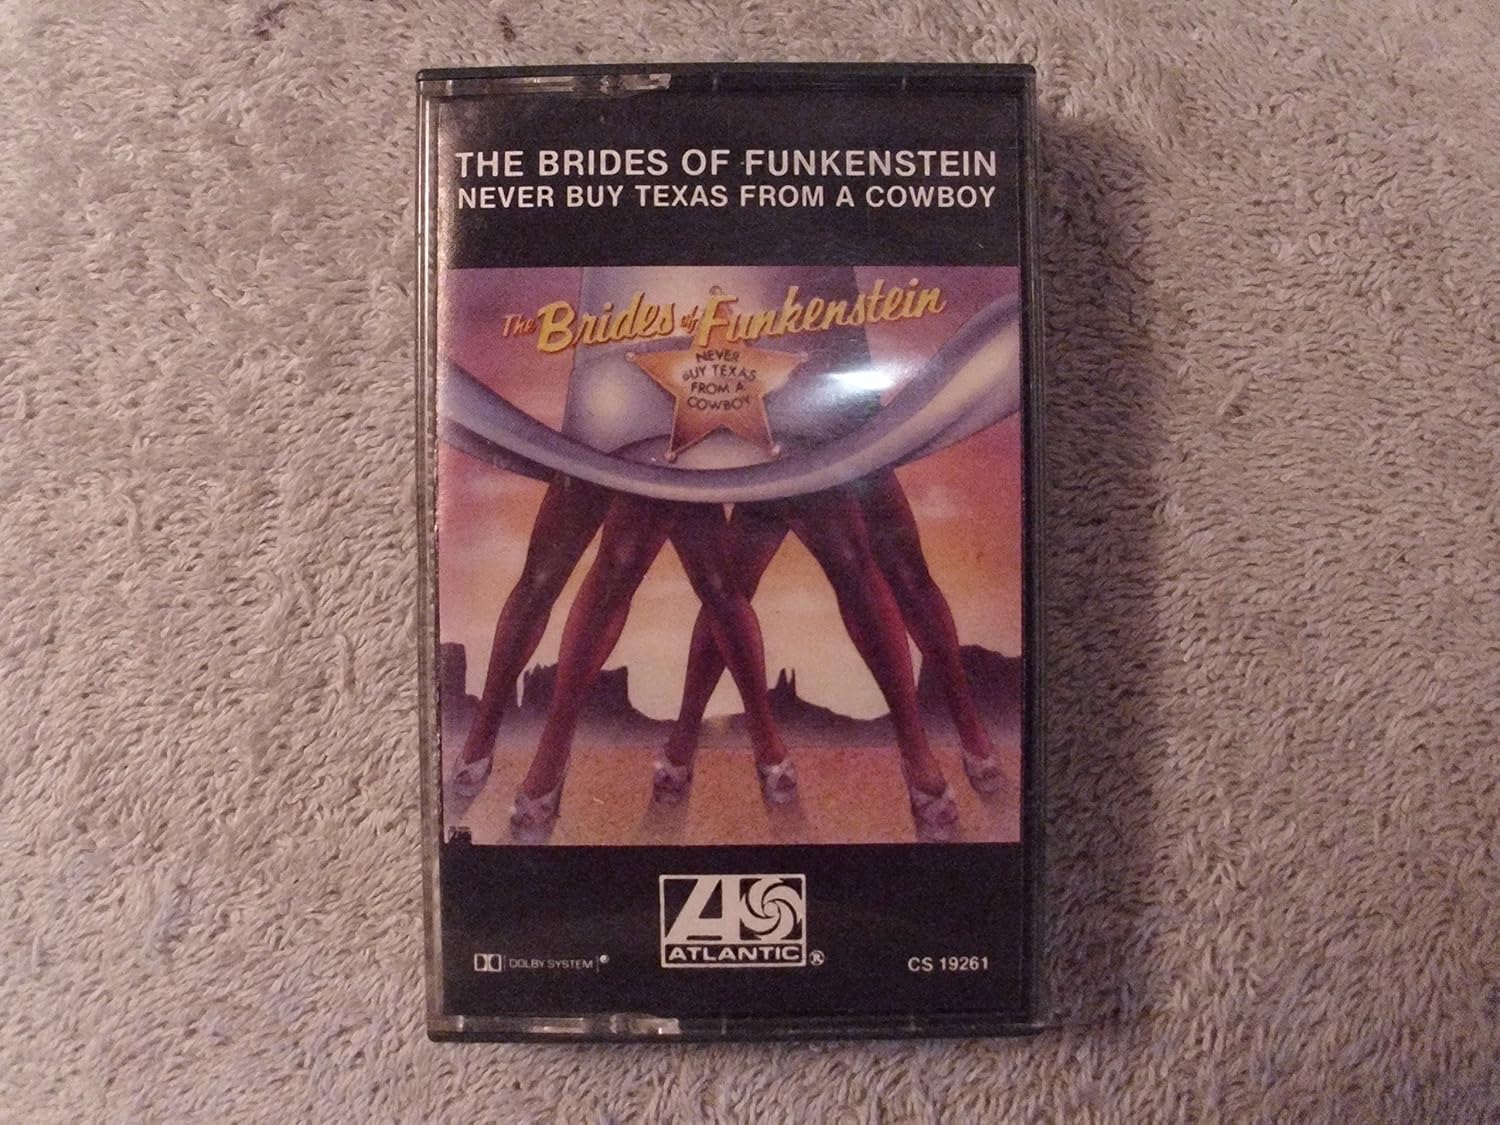 THE BRIDES OF FUNKENSTEIN
NEVER BUY TEXAS FROM A COWBOY
The Brides of Funkenstein
NEVER
BUY TEXAS
FROM A
COWBOY
ATLANTIC ®
DOLBY SYSTEM ®
CS 19261